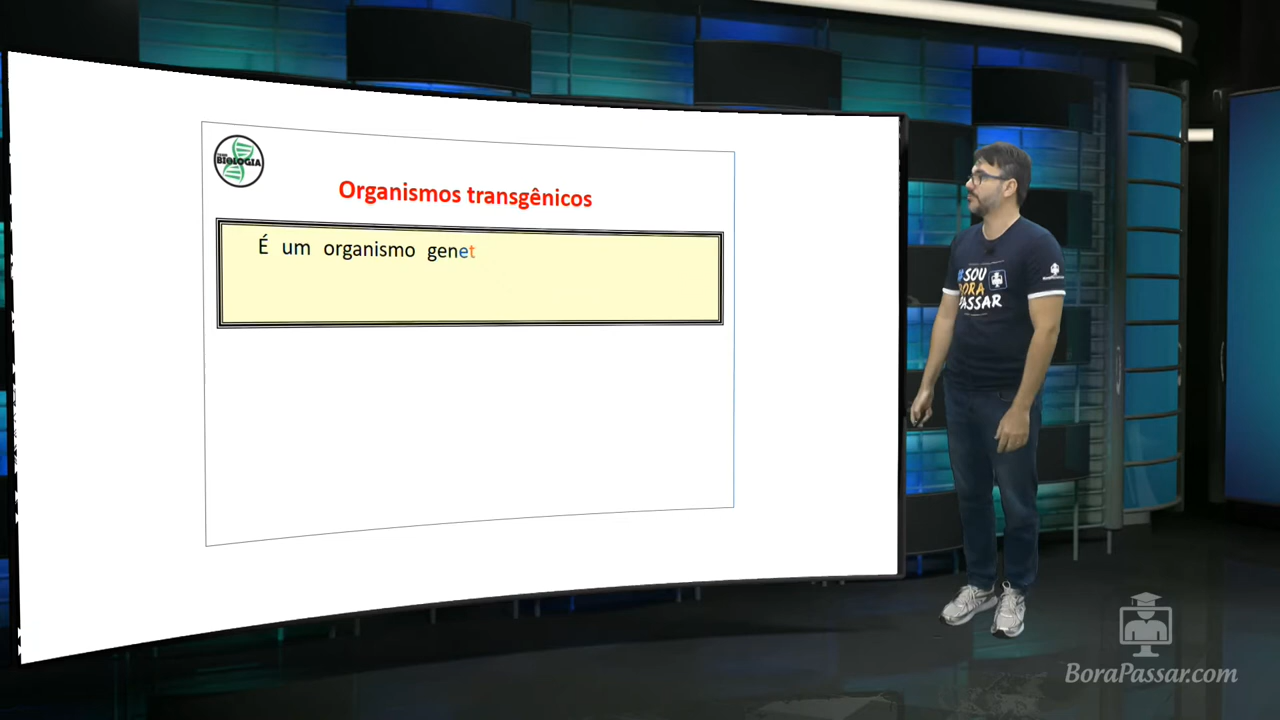 BIOLOGIA
Organismos transgênicos
É um organismo genet
#SOU
BORA
PASSAR
BoraPassar.com